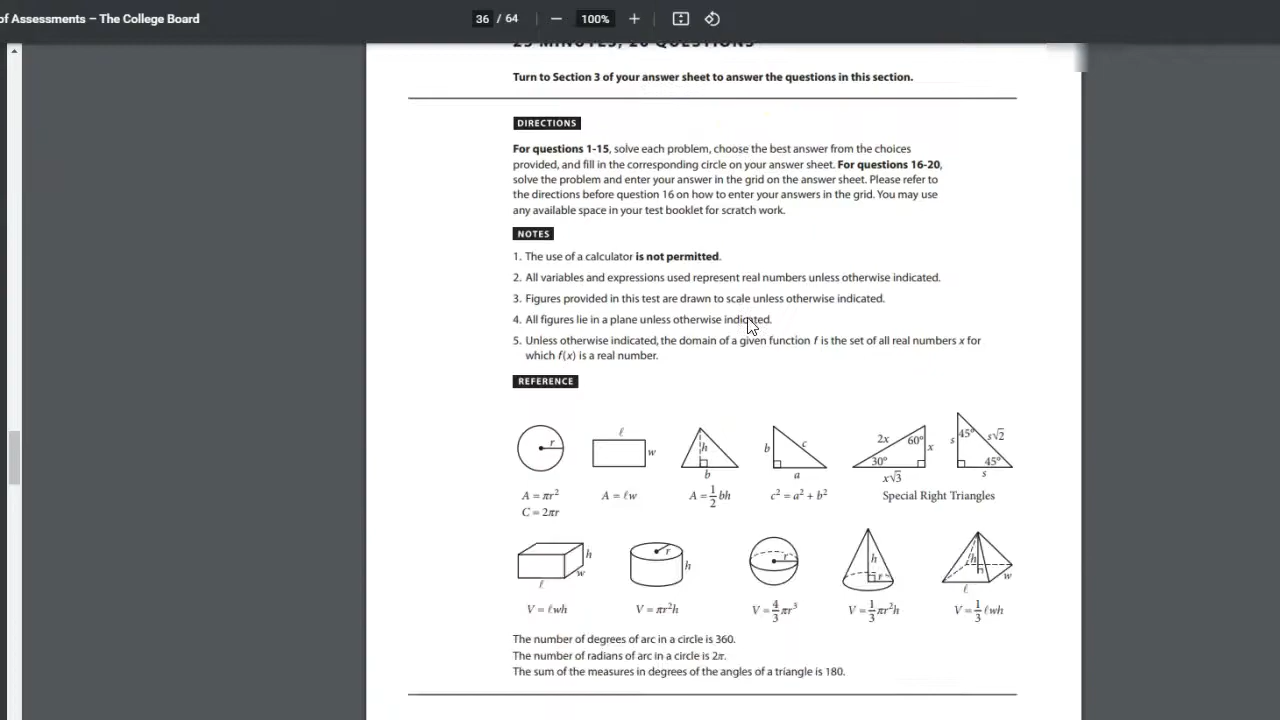 of Assessments – The College Board
36 / 64
100%
25 MINUTES, 20 QUESTIONS
Turn to Section 3 of your answer sheet to answer the questions in this section.
DIRECTIONS
For questions 1-15, solve each problem, choose the best answer from the choices
provided, and fill in the corresponding circle on your answer sheet. For questions 16-20,
solve the problem and enter your answer in the grid on the answer sheet. Please refer to
the directions before question 16 on how to enter your answers in the grid. You may use
any available space in your test booklet for scratch work.
NOTES
1. The use of a calculator is not permitted.
2. All variables and expressions used represent real numbers unless otherwise indicated.
3. Figures provided in this test are drawn to scale unless otherwise indicated.
4. All figures lie in a plane unless otherwise indicated.
5. Unless otherwise indicated, the domain of a given function f is the set of all real numbers x for
which f(x) is a real number.
REFERENCE
r
ℓ
w
h
b
b
c
a
2x
60°
x
30°
x√3
45°
s
s√2
45°
s
A = πr²
C = 2πr
A = ℓw
A = 1/2 bh
c² = a² + b²
Special Right Triangles
h
w
ℓ
r
h
r
h
r
h
w
ℓ
V = ℓwh
V = πr²h
V = 4/3 πr³
V = 1/3 πr²h
V = 1/3 ℓwh
The number of degrees of arc in a circle is 360.
The number of radians of arc in a circle is 2π.
The sum of the measures in degrees of the angles of a triangle is 180.